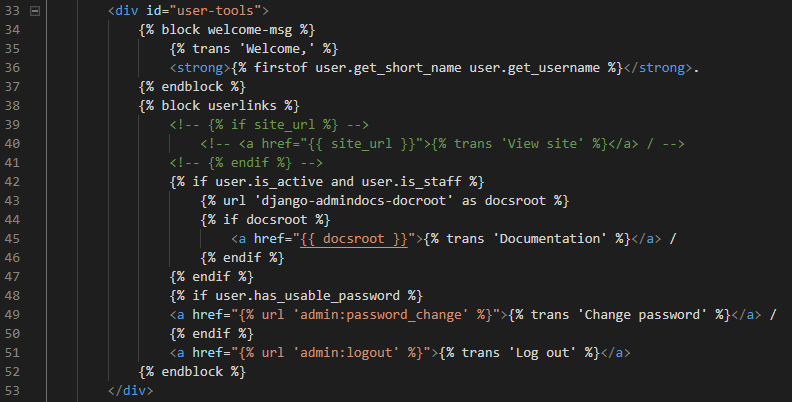 33 <div id="user-tools">
34 {% block welcome-msg %}
35 {% trans 'Welcome,' %}
36 <strong>{% firstof user.get_short_name user.get_username %}</strong>.
37 {% endblock %}
38 {% block userlinks %}
39 <!-- {% if site_url %} -->
40 <!-- <a href="{{ site_url }}">{% trans 'View site' %}</a> / -->
41 <!-- {% endif %} -->
42 {% if user.is_active and user.is_staff %}
43 {% url 'django-admindocs-docroot' as docsroot %}
44 {% if docsroot %}
45 <a href="{{ docsroot }}">{% trans 'Documentation' %}</a> /
46 {% endif %}
47 {% endif %}
48 {% if user.has_usable_password %}
49 <a href="{% url 'admin:password_change' %}">{% trans 'Change password' %}</a> /
50 {% endif %}
51 <a href="{% url 'admin:logout' %}">{% trans 'Log out' %}</a>
52 {% endblock %}
53 </div>